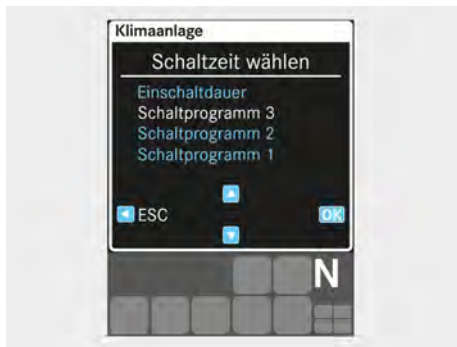 Klimaanlage
Schaltzeit wählen
Einschaltdauer
Schaltprogramm 3
Schaltprogramm 2
Schaltprogramm 1
ESC
OK
N